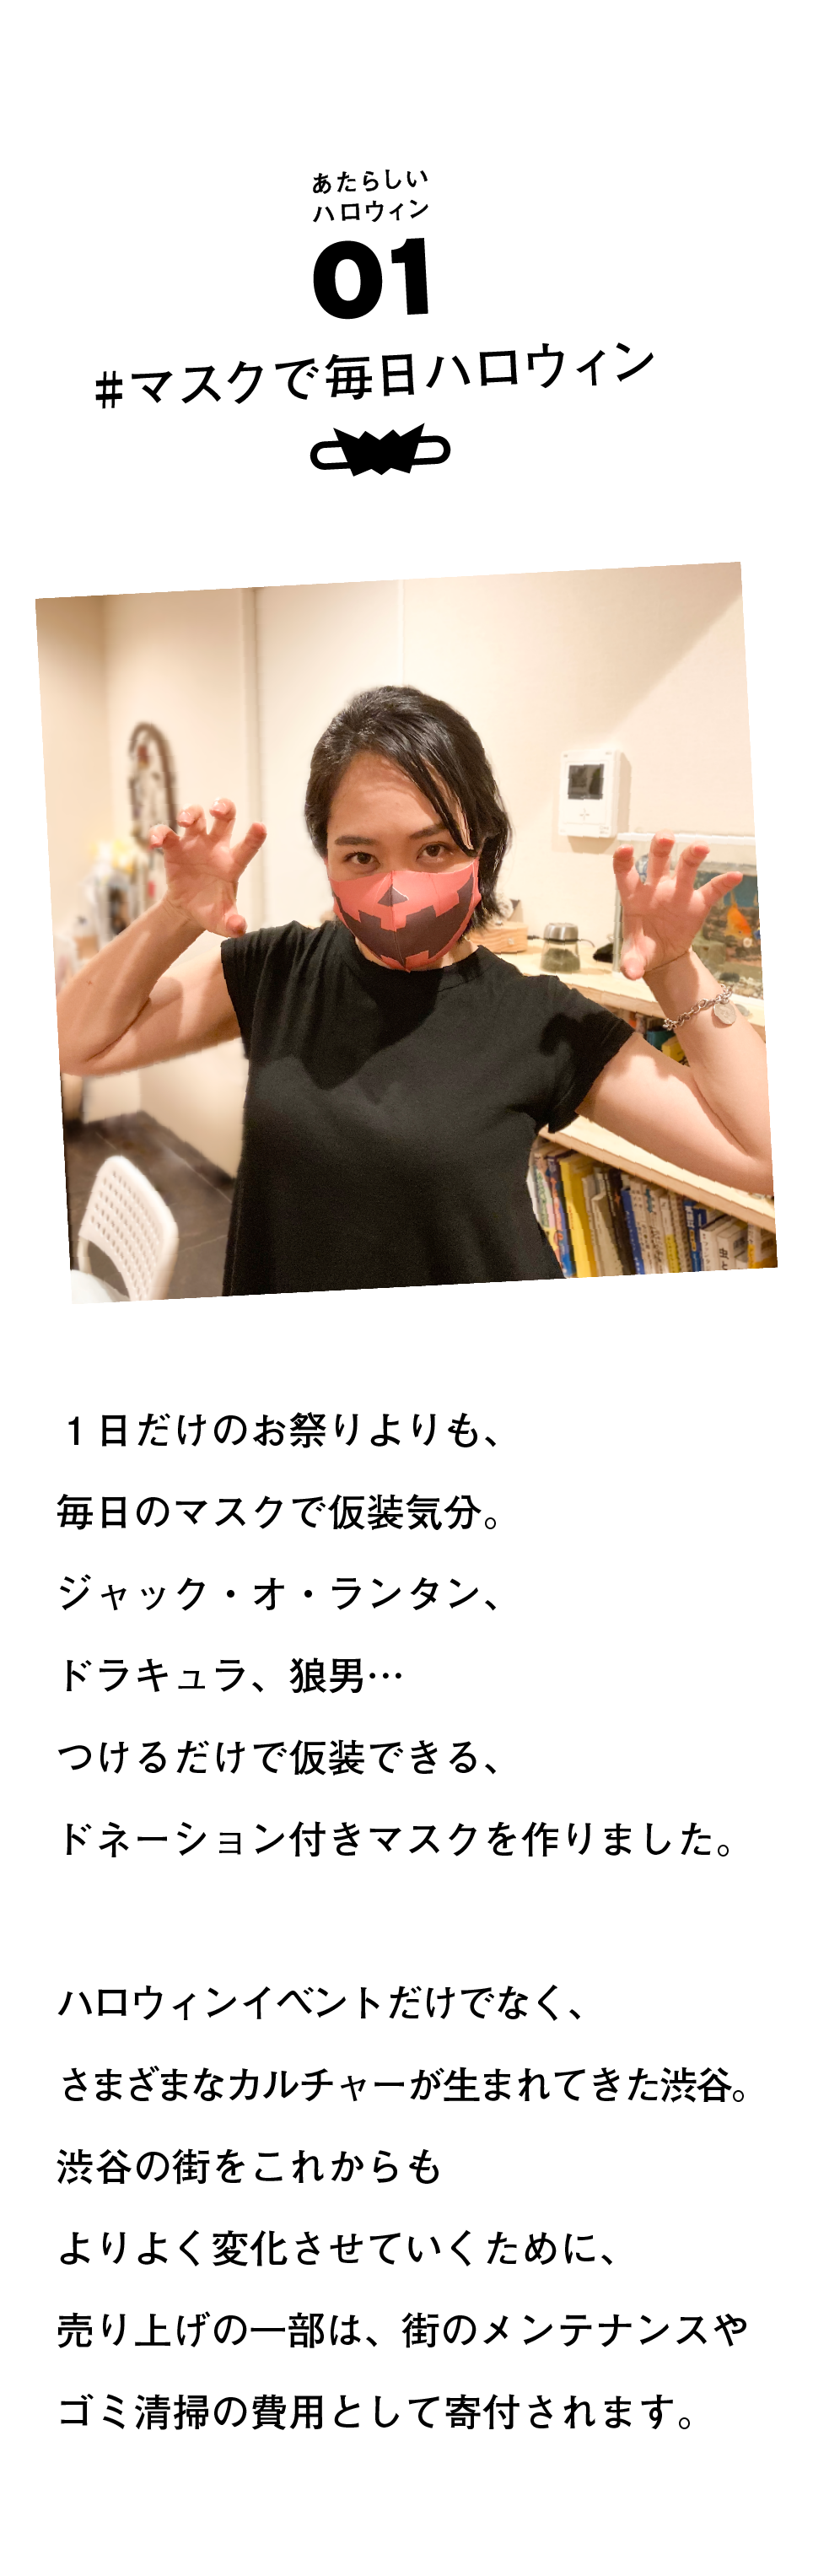 あたらしい
ハロウィン
01
#マスクで毎日ハロウィン
１日だけのお祭りよりも、
毎日のマスクで仮装気分。
ジャック・オ・ランタン、
ドラキュラ、狼男…
つけるだけで仮装できる、
ドネーション付きマスクを作りました。
ハロウィンイベントだけでなく、
さまざまなカルチャーが生まれてきた渋谷。
渋谷の街をこれからも
よりよく変化させていくために、
売り上げの一部は、街のメンテナンスや
ゴミ清掃の費用として寄付されます。